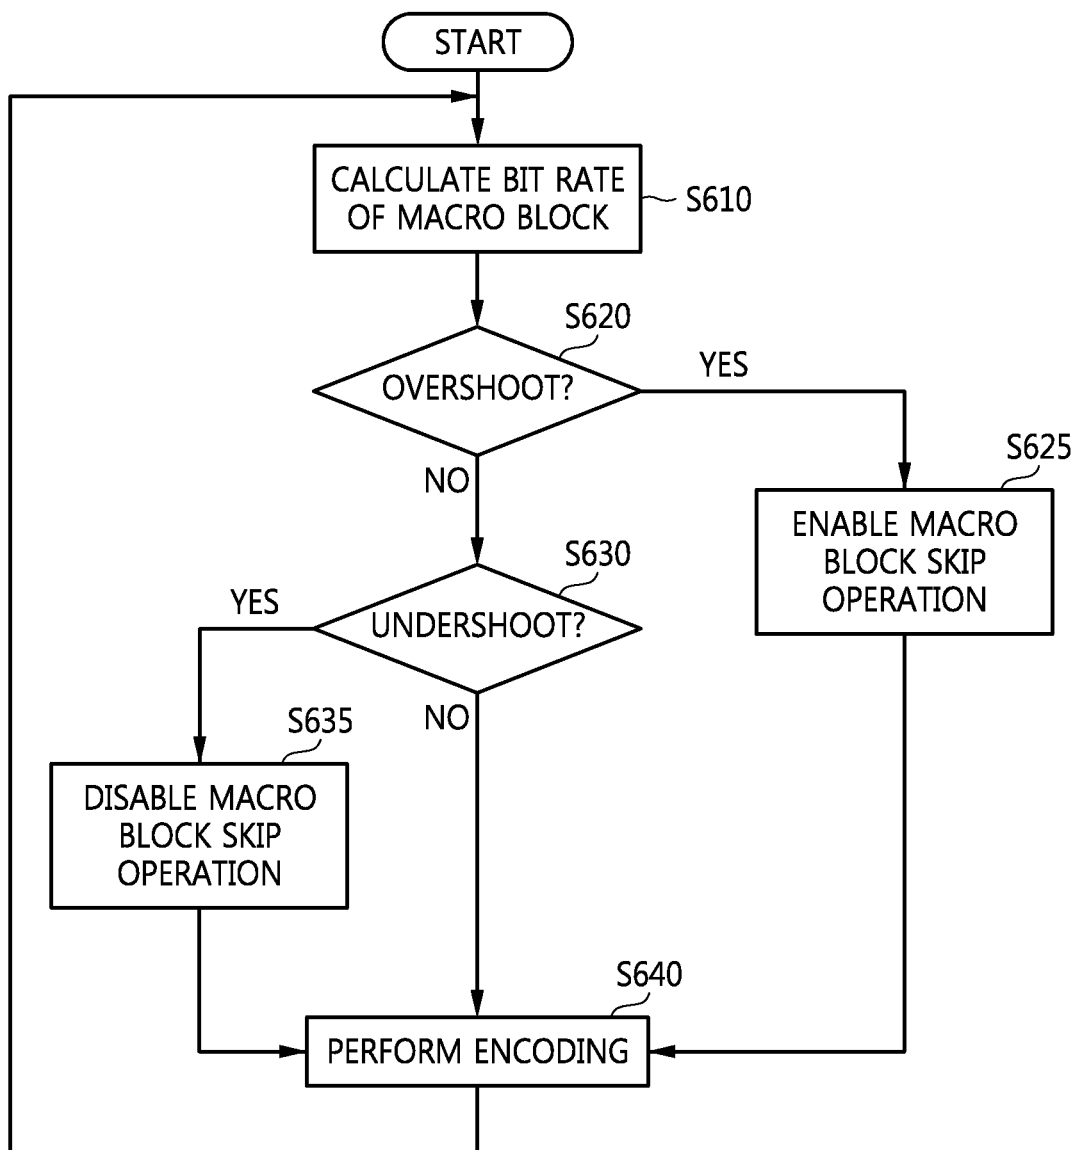 START
CALCULATE BIT RATE
OF MACRO BLOCK
S610
S620
OVERSHOOT?
YES
NO
S625
ENABLE MACRO
BLOCK SKIP
OPERATION
S630
UNDERSHOOT?
YES
NO
S635
DISABLE MACRO
BLOCK SKIP
OPERATION
S640
PERFORM ENCODING